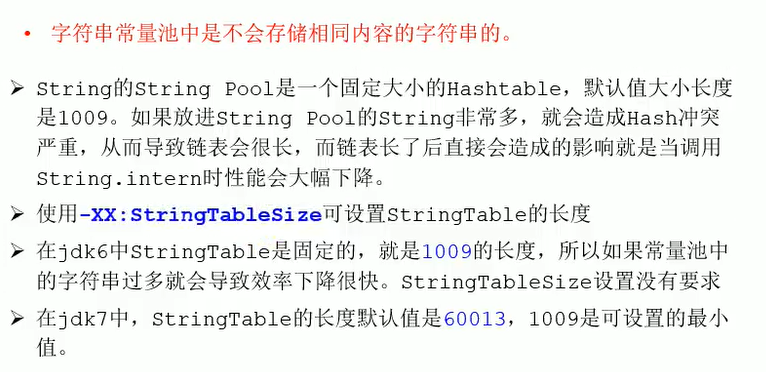 • 字符串常量池中是不会存储相同内容的字符串的。
➢ String的String Pool是一个固定大小的Hashtable，默认值大小长度
是1009。如果放进String Pool的String非常多，就会造成Hash冲突
严重，从而导致链表会很长，而链表长了后直接会造成的影响就是当调用
String.intern时性能会大幅下降。
➢ 使用-XX:StringTableSize可设置StringTable的长度
➢ 在jdk6中StringTable是固定的，就是1009的长度，所以如果常量池中
的字符串过多就会导致效率下降很快。StringTableSize设置没有要求
➢ 在jdk7中，StringTable的长度默认值是60013，1009是可设置的最小
值。